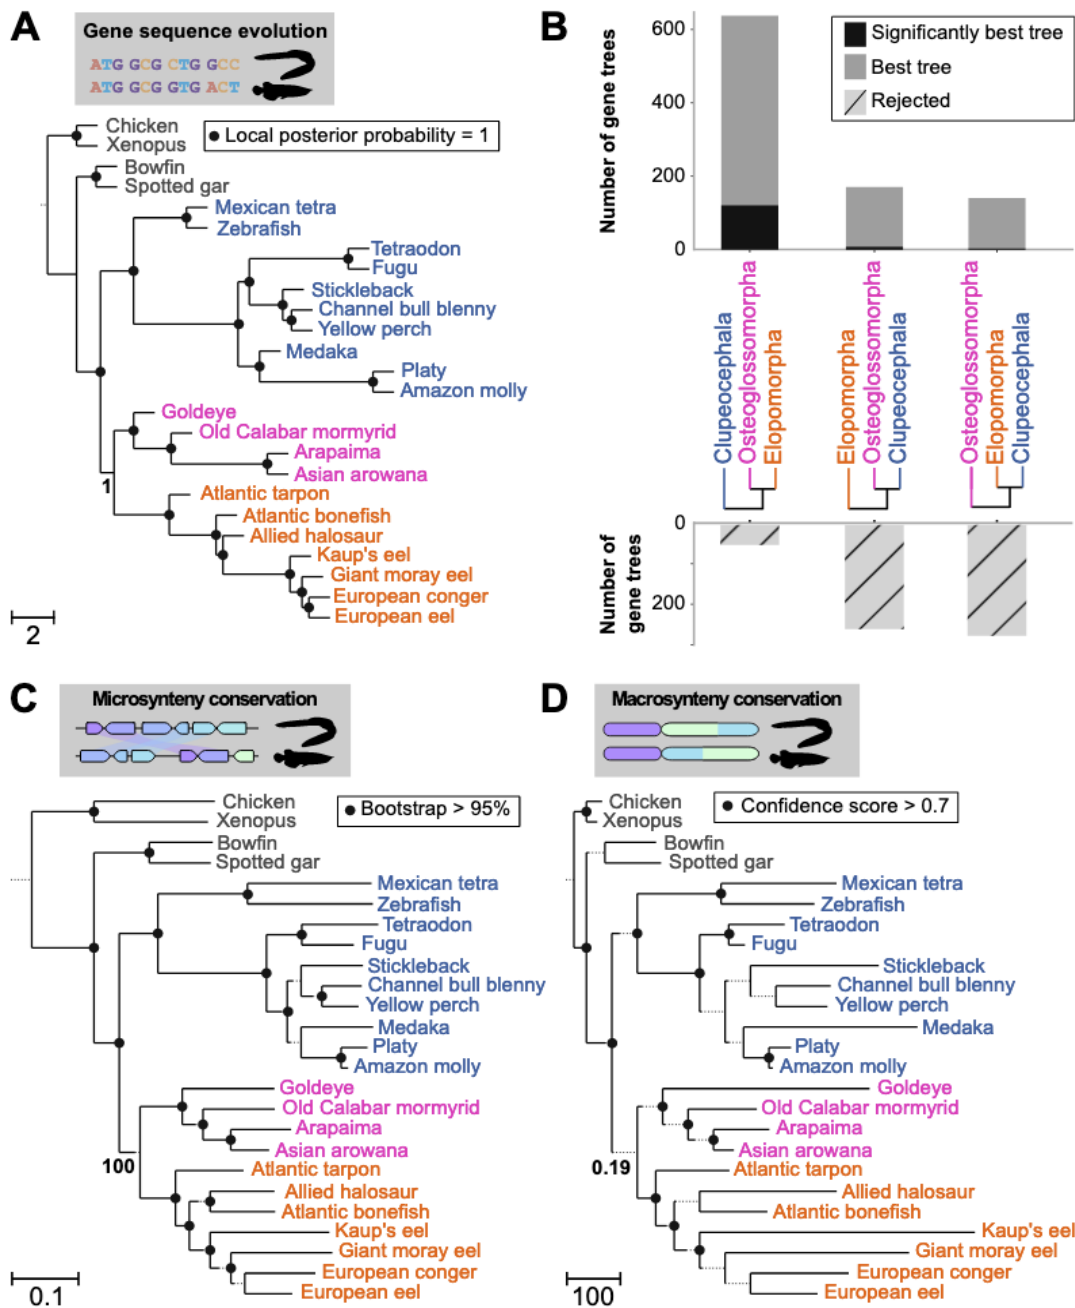 A
Gene sequence evolution
ATG GCG CTG GCC
ATG GCG GTG ACT
Local posterior probability = 1
Chicken
Xenopus
Bowfin
Spotted gar
Mexican tetra
Zebrafish
Tetraodon
Fugu
Stickleback
Channel bull blenny
Yellow perch
Medaka
Platy
Amazon molly
Goldeye
Old Calabar mormyrid
Arapaima
Asian arowana
1
Atlantic tarpon
Atlantic bonefish
Allied halosaur
Kaup's eel
Giant moray eel
European conger
European eel
2
B
Number of gene trees
600
400
200
0
Significantly best tree
Best tree
Rejected
Clupeocephala
Osteoglossomorpha
Elopomorpha
Elopomorpha
Osteoglossomorpha
Clupeocephala
Osteoglossomorpha
Elopomorpha
Clupeocephala
Number of
gene trees
0
200
C
Microsynteny conservation
Bootstrap > 95%
Chicken
Xenopus
Bowfin
Spotted gar
Mexican tetra
Zebrafish
Tetraodon
Fugu
Stickleback
Channel bull blenny
Yellow perch
Medaka
Platy
Amazon molly
Goldeye
Old Calabar mormyrid
Arapaima
Asian arowana
100
Atlantic tarpon
Allied halosaur
Atlantic bonefish
Kaup's eel
Giant moray eel
European conger
European eel
0.1
D
Macrosynteny conservation
Confidence score > 0.7
Chicken
Xenopus
Bowfin
Spotted gar
Mexican tetra
Zebrafish
Tetraodon
Fugu
Stickleback
Channel bull blenny
Yellow perch
Medaka
Platy
Amazon molly
Goldeye
Old Calabar mormyrid
Arapaima
Asian arowana
0.19
Atlantic tarpon
Allied halosaur
Atlantic bonefish
Kaup's eel
Giant moray eel
European conger
European eel
100